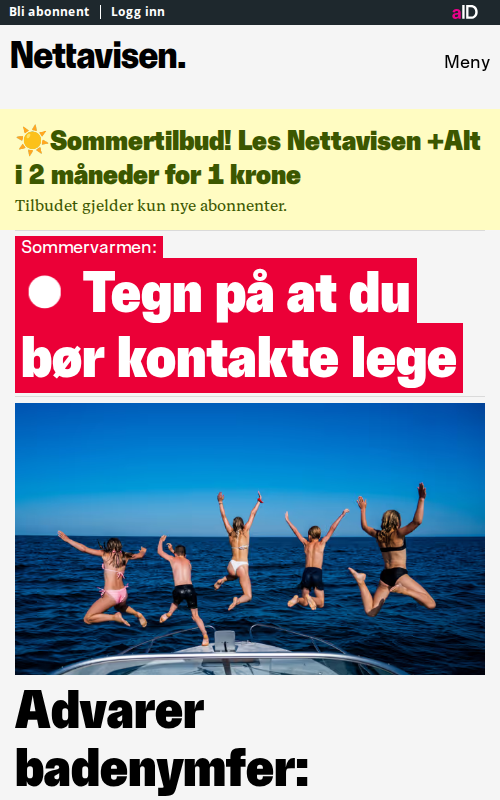 Bli abonnent | Logg inn
aID
Nettavisen.
Meny
☀️Sommertilbud! Les Nettavisen +Alt
i 2 måneder for 1 krone
Tilbudet gjelder kun nye abonnenter.
Sommervarmen:
Tegn på at du
bør kontakte lege
Advarer
badenymfer: